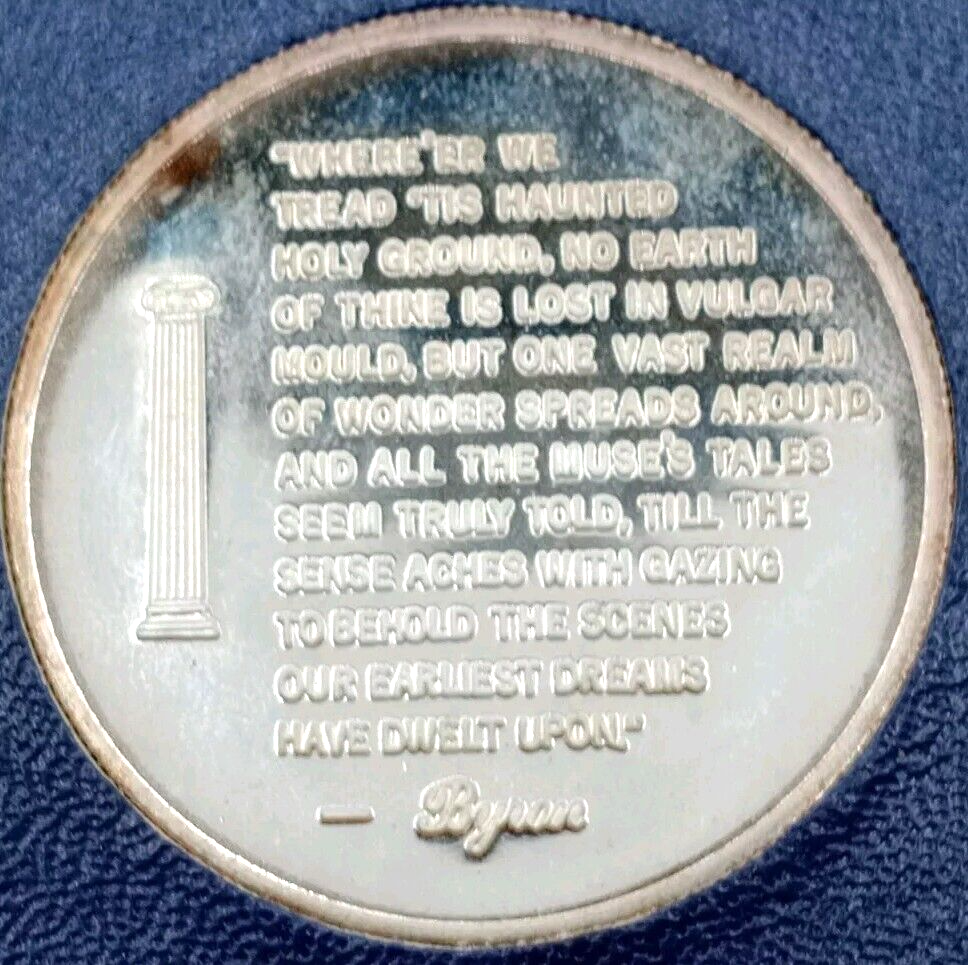 "WHERE'ER WE
TREAD 'TIS HAUNTED
HOLY GROUND, NO EARTH
OF THINE IS LOST IN VULGAR
MOULD, BUT ONE VAST REALM
OF WONDER SPREADS AROUND,
AND ALL THE MUSE'S TALES
SEEM TRULY TOLD, TILL THE
SENSE ACHES WITH GAZING
TO BEHOLD THE SCENES
OUR EARLIEST DREAMS
HAVE DWELT UPON."
— Byron